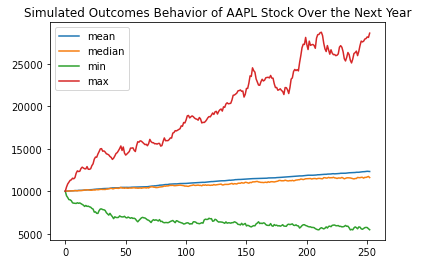 Simulated Outcomes Behavior of AAPL Stock Over the Next Year
mean
median
min
max
25000
20000
15000
10000
5000
0
50
100
150
200
250